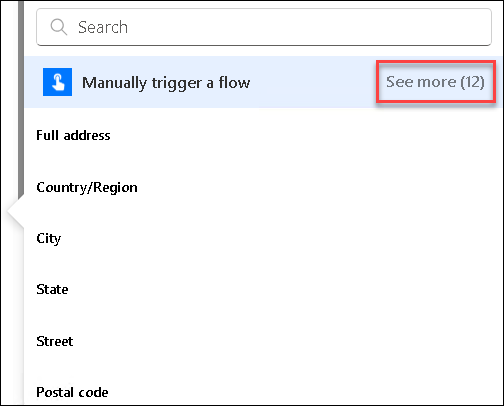 Search
Manually trigger a flow See more (12)
Full address
Country/Region
City
State
Street
Postal code